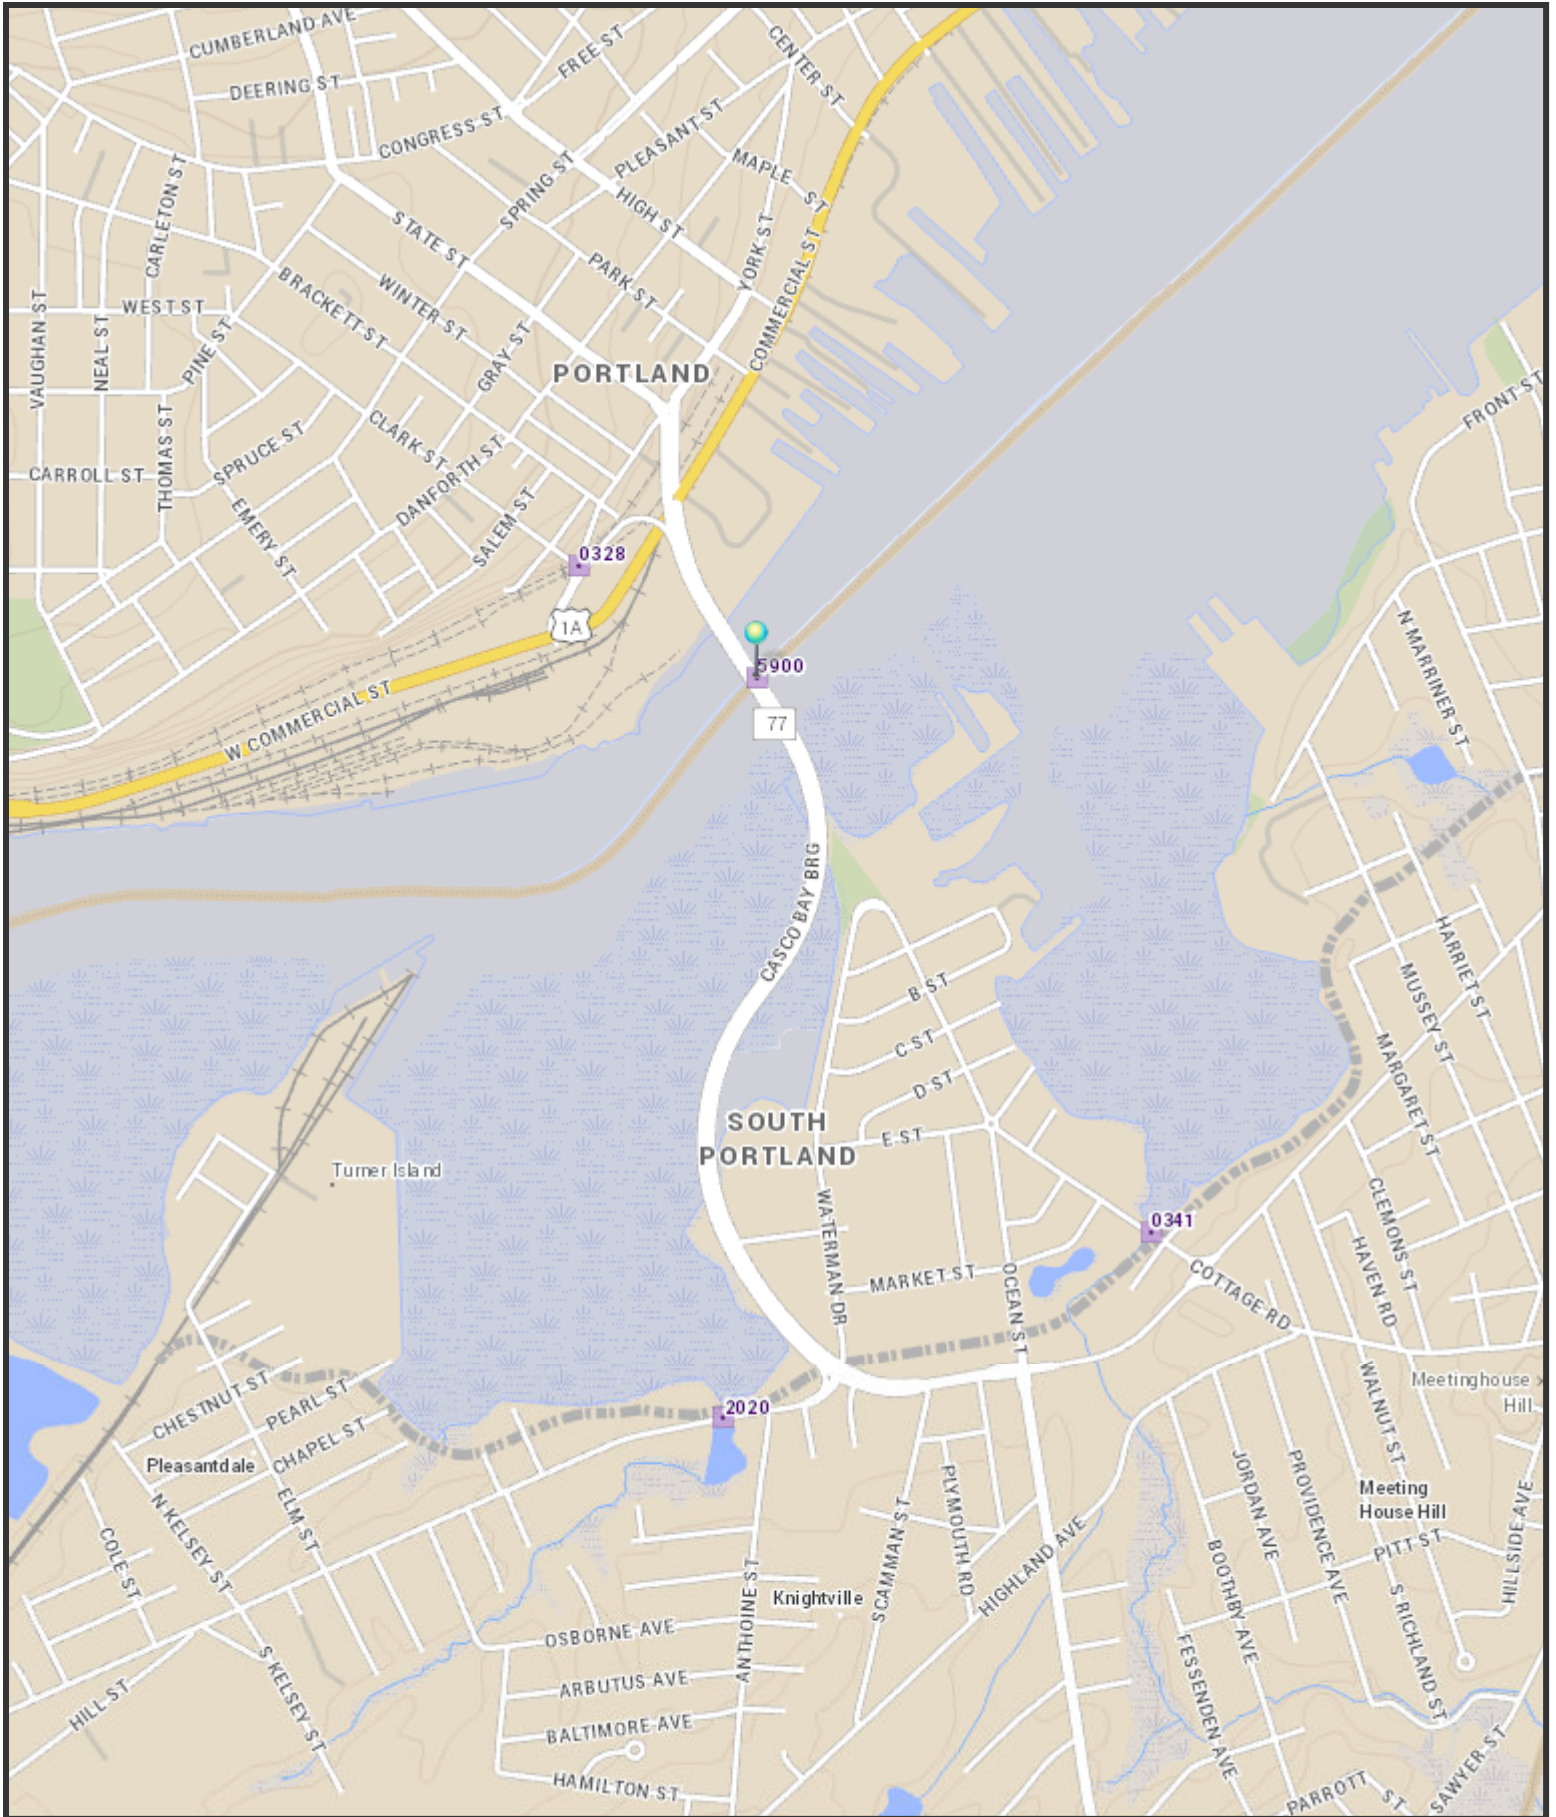 CUMBERLAND AVE
CENTER ST
FREE ST
DEERING ST
CONGRESS ST
PLEASANT ST
MAPLE ST
SPRING ST
HIGH ST
CARLETON ST
STATE ST
YORK ST
PARK ST
COMMERCIAL ST
BRACKETT ST
WINTER ST
WEST ST
VAUGHAN ST
NEAL ST
PINE ST
GRAY ST
PORTLAND
FRONT ST
THOMAS ST
CLARK ST
SPRUCE ST
DANFORTH ST
CARROLL ST
EMERY ST
SALEM ST
0328
1A
5900
N MARRINER ST
W COMMERCIAL ST
77
CASCO BAY BRG
HARRIET ST
B ST
MUSSEY ST
C ST
MARGARET ST
D ST
SOUTH
PORTLAND
E ST
Turner Island
WATERMAN DR
CLEMONS ST
0341
HAVEN RD
MARKET ST
OCEAN ST
COTTAGE RD
WALNUT ST
Meetinghouse
Hill
CHESTNUT ST
PEARL ST
2020
CHAPEL ST
Pleasantdale
N KELSEY ST
ELM ST
PLYMOUTH RD
JORDAN AVE
PROVIDENCE AVE
Meeting
House Hill
HILLSIDE AVE
COLE ST
SCAMMAN ST
HIGHLAND AVE
PITT ST
BOOTHBY AVE
ANTHOINE ST
Knightville
S RICHLAND ST
OSBORNE AVE
FESSENDEN AVE
S KELSEY ST
ARBUTUS AVE
HILL ST
BALTIMORE AVE
SAWYER ST
HAMILTON ST
PARROTT ST